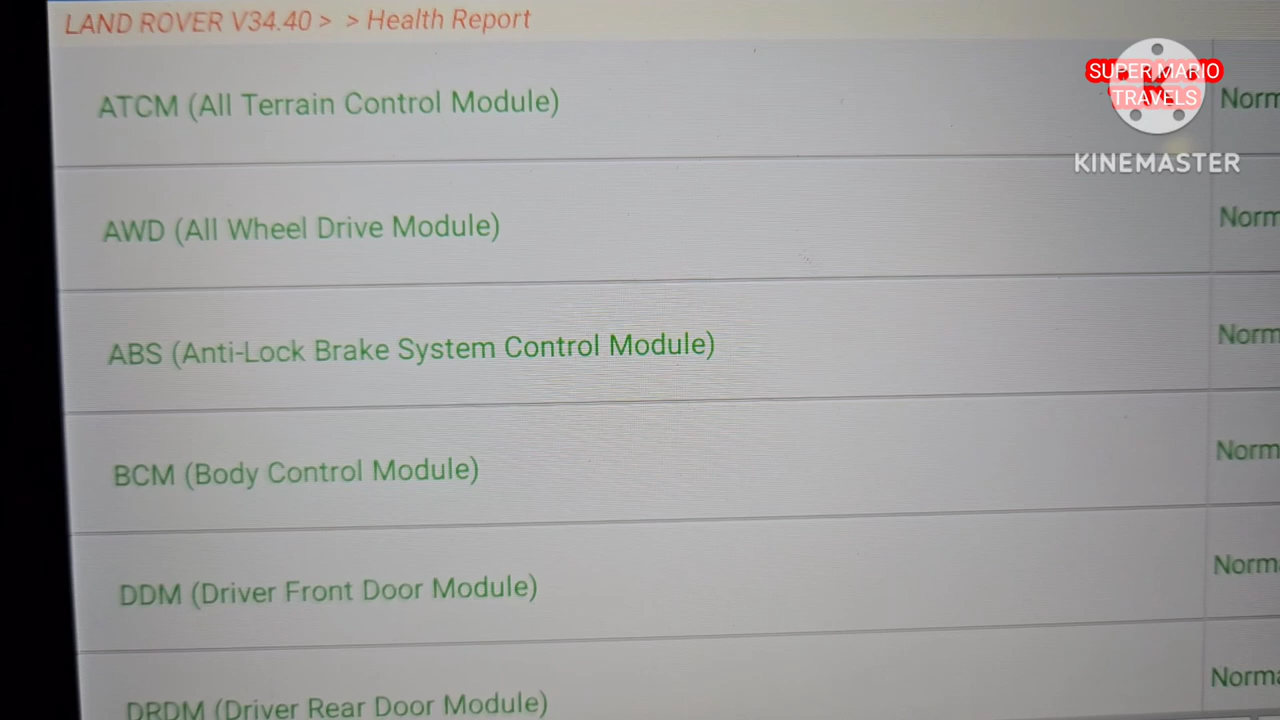 LAND ROVER V34.40 > > Health Report
ATCM (All Terrain Control Module)
Norm
AWD (All Wheel Drive Module)
Norm
ABS (Anti-Lock Brake System Control Module)
Norm
BCM (Body Control Module)
Norm
DDM (Driver Front Door Module)
Norma
DRDM (Driver Rear Door Module)
Norma
SUPER MARIO
TRAVELS
KINEMASTER